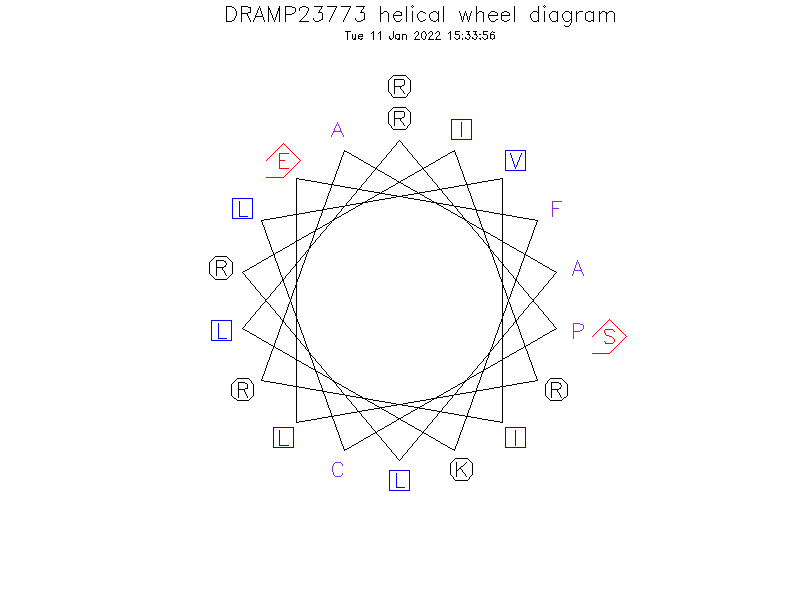 DRAMP23773 helical wheel diagram
Tue 11 Jan 2022 15:33:56
R
R
A I
E V
L F
R A
L P S
R R
L I
C K
L